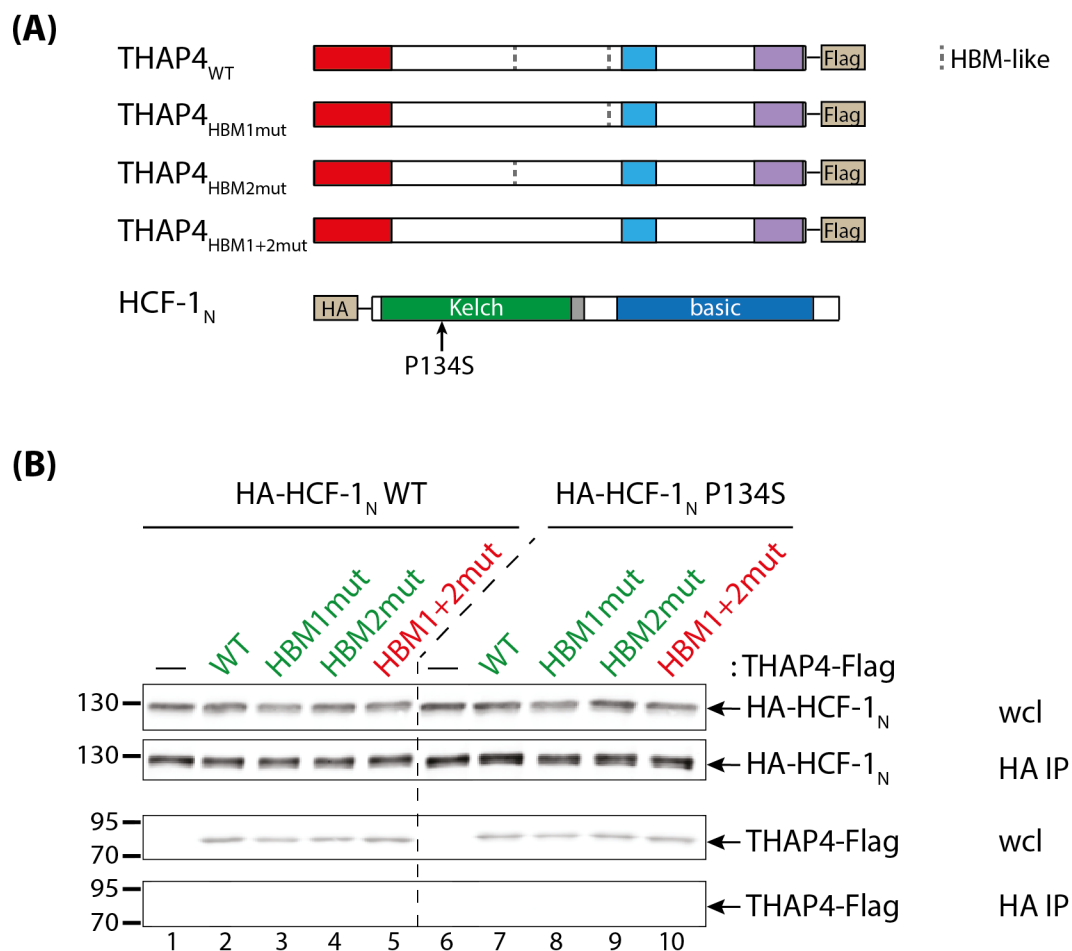 (A)
THAP4WT Flag HBM-like
THAP4HBM1mut Flag
THAP4HBM2mut Flag
THAP4HBM1+2mut Flag
HCF-1N HA Kelch basic
P134S
(B)
HA-HCF-1N WT HA-HCF-1N P134S
— WT HBM1mut HBM2mut HBM1+2mut — WT HBM1mut HBM2mut HBM1+2mut :THAP4-Flag
130 HA-HCF-1N wcl
130 HA-HCF-1N HA IP
95
70 THAP4-Flag wcl
95
70 THAP4-Flag HA IP
1 2 3 4 5 6 7 8 9 10